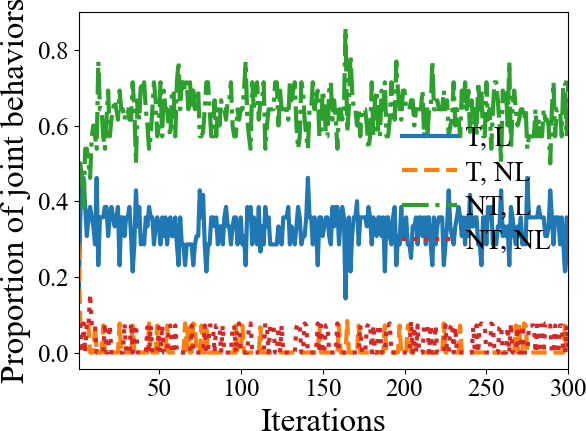 Proportion of joint behaviors
0.8
0.6
0.4
0.2
0.0
T, L
T, NL
NT, L
NT, NL
50
100
150
200
250
300
Iterations